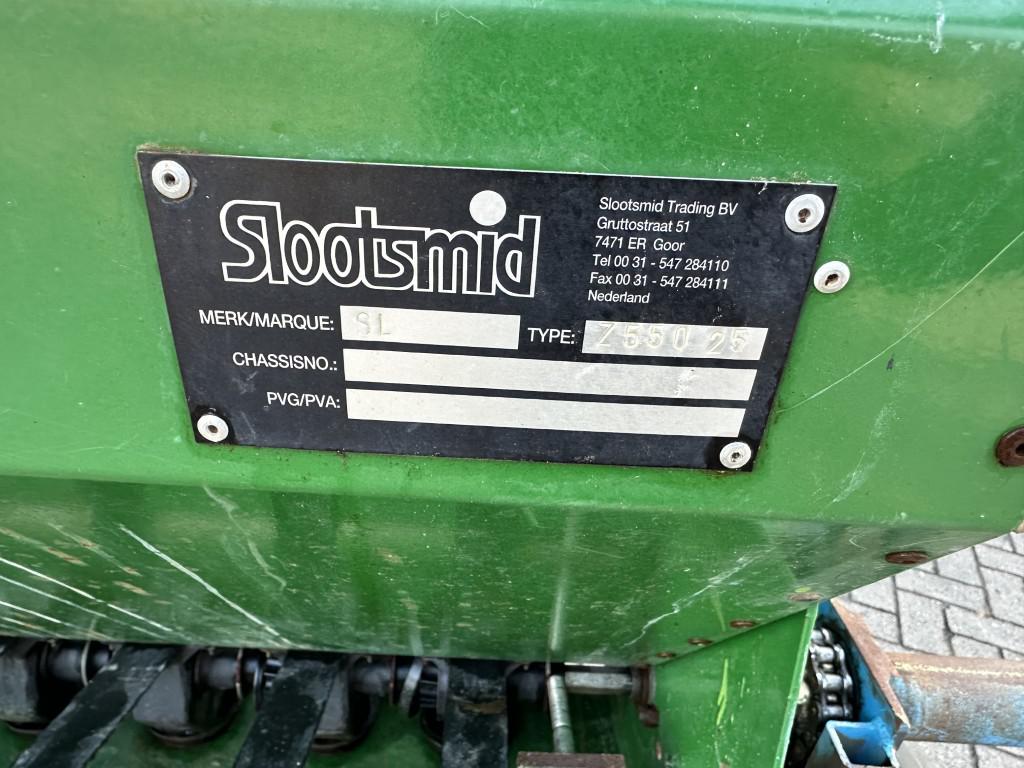 Slootsmid
Slootsmid Trading BV
Gruttostraat 51
7471 ER Goor
Tel 00 31 - 547 284110
Fax 00 31 - 547 284111
Nederland
MERK/MARQUE: SL TYPE: Z550 25
CHASSISNO.:
PVG/PVA: